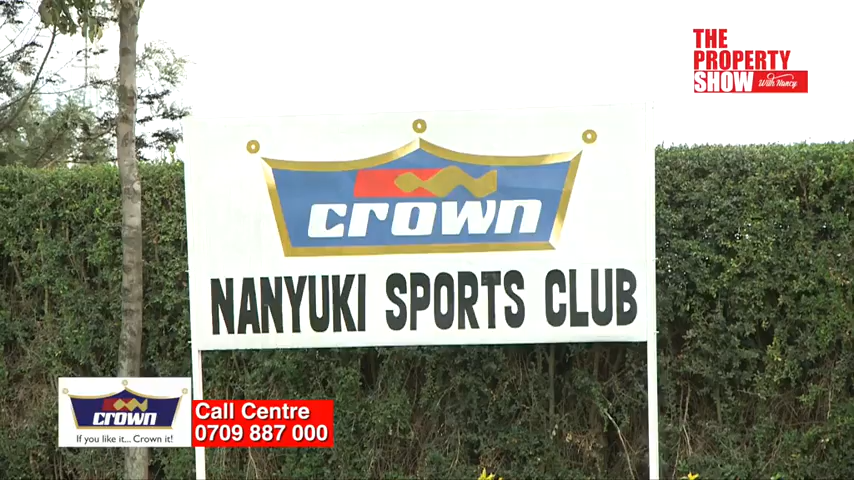 THE
PROPERTY
SHOW With Nancy
crown
NANYUKI SPORTS CLUB
crown
If you like it... Crown it!
Call Centre
0709 887 000